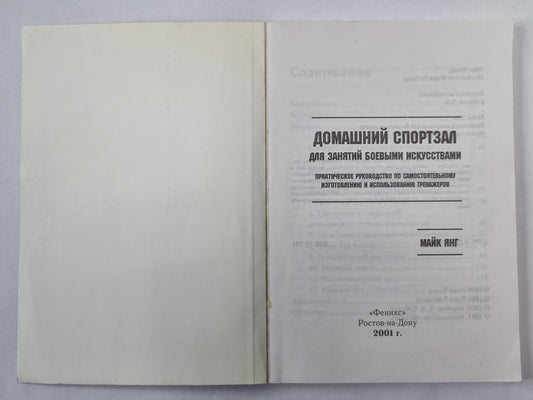 Содержание
ДОМАШНИЙ СПОРТЗАЛ
ДЛЯ ЗАНЯТИЙ БОЕВЫМИ ИСКУССТВАМИ
ПРАКТИЧЕСКОЕ РУКОВОДСТВО ПО САМОСТОЯТЕЛЬНОМУ
ИЗГОТОВЛЕНИЮ И ИСПОЛЬЗОВАНИЮ ТРЕНАЖЕРОВ
МАЙК ЯНГ
«Феникс»
Ростов-на-Дону
2001 г.